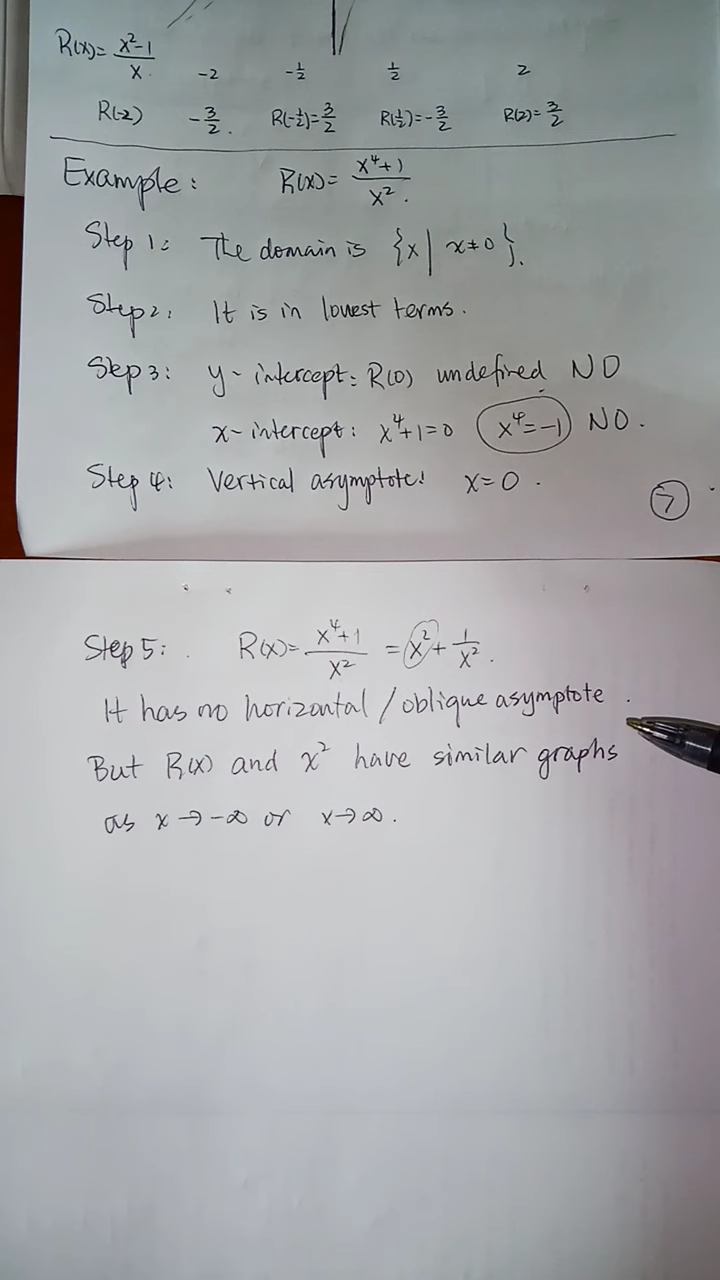 R(x)= x²-1 / x
-2 -1/2 1/2 2
R(-2) -3/2. R(-1/2)=3/2 R(1/2)=-3/2 R(2)=3/2
Example: R(x)= x⁴+1 / x².
Step 1: The domain is {x | x≠0}.
Step 2: It is in lowest terms.
Step 3: y-intercept: R(0) undefined NO
x-intercept: x⁴+1=0 x⁴=-1 NO.
Step 4: Vertical asymptote: x=0.
7
Step 5: R(x)= x⁴+1 / x² = x² + 1/x².
It has no horizontal / oblique asymptote.
But R(x) and x² have similar graphs
as x→-∞ or x→∞.